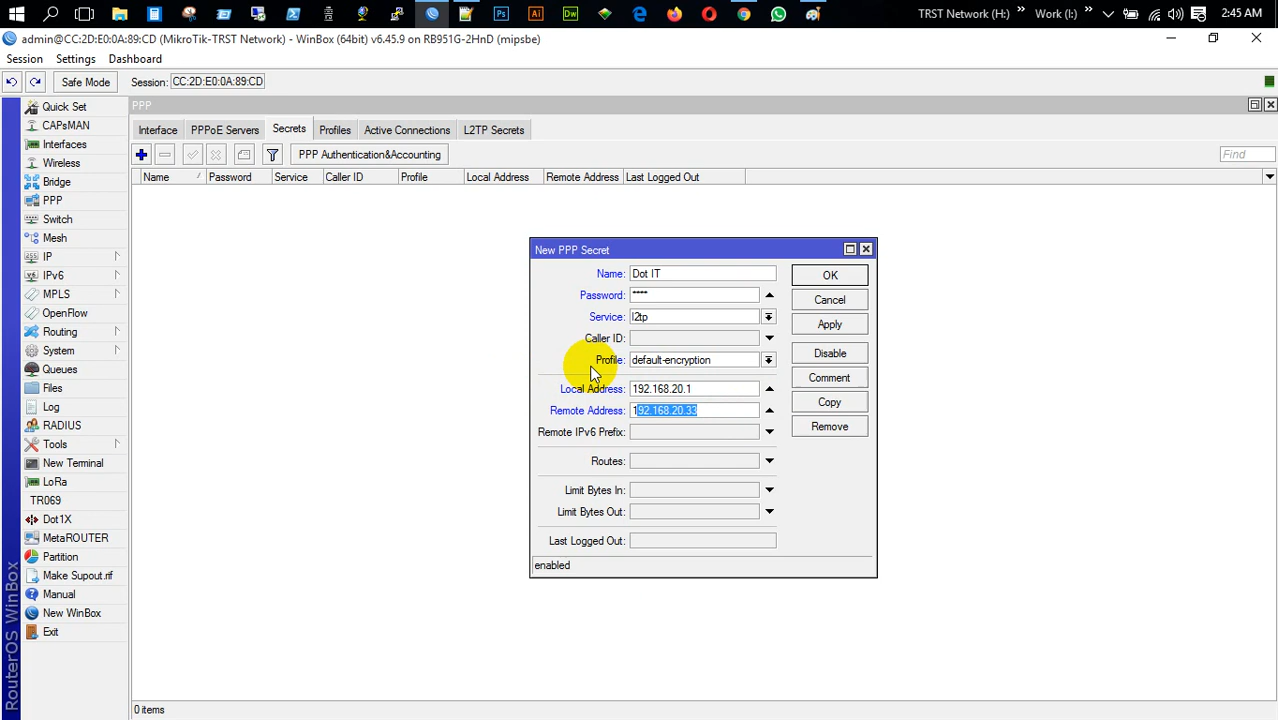 TRST Network (H:)
Work (I:)
2:45 AM
admin@CC:2D:E0:0A:89:CD (MikroTik-TRST Network) - WinBox (64bit) v6.45.9 on RB951G-2HnD (mipsbe)
Session Settings Dashboard
Safe Mode Session: CC:2D:E0:0A:89:CD
RouterOS WinBox
Quick Set
CAPsMAN
Interfaces
Wireless
Bridge
PPP
Switch
Mesh
IP
IPv6
MPLS
OpenFlow
Routing
System
Queues
Files
Log
RADIUS
Tools
New Terminal
LoRa
TR069
Dot1X
MetaROUTER
Partition
Make Supout.rif
Manual
New WinBox
Exit
PPP
Interface PPPoE Servers Secrets Profiles Active Connections L2TP Secrets
PPP Authentication&Accounting
Find
Name Password Service Caller ID Profile Local Address Remote Address Last Logged Out
New PPP Secret
Name: Dot IT
Password: ****
Service: l2tp
Caller ID:
Profile: default-encryption
Local Address: 192.168.20.1
Remote Address: 192.168.20.33
Remote IPv6 Prefix:
Routes:
Limit Bytes In:
Limit Bytes Out:
Last Logged Out:
enabled
OK
Cancel
Apply
Disable
Comment
Copy
Remove
0 items